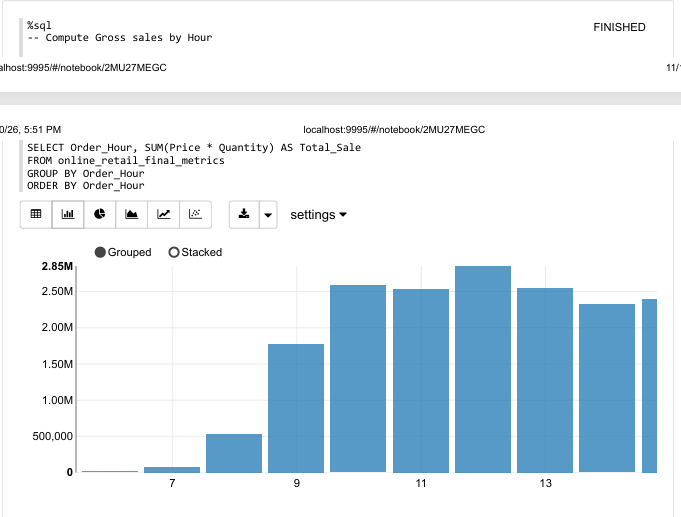 %sql
FINISHED
-- Compute Gross sales by Hour
alhost:9995/#/notebook/2MU27MEGC
11/
0/26, 5:51 PM
localhost:9995/#/notebook/2MU27MEGC
SELECT Order_Hour, SUM(Price * Quantity) AS Total_Sale
FROM online_retail_final_metrics
GROUP BY Order_Hour
ORDER BY Order_Hour
settings
Grouped Stacked
2.85M
2.50M
2.00M
1.50M
1.00M
500,000
0
7 9 11 13